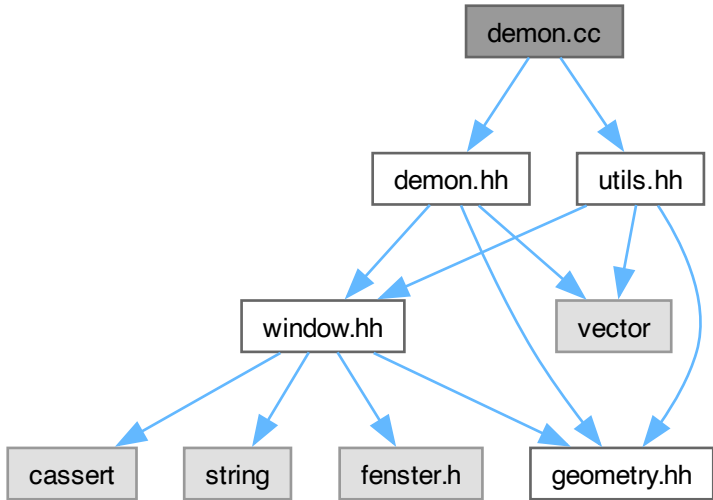 demon.cc
demon.hh
utils.hh
window.hh
vector
cassert
string
fenster.h
geometry.hh